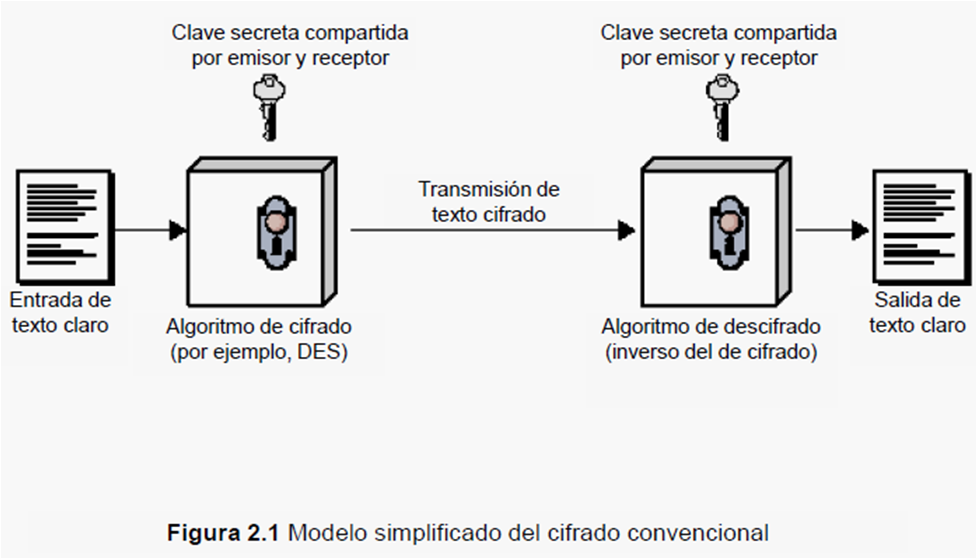 Clave secreta compartida
por emisor y receptor
Clave secreta compartida
por emisor y receptor
Transmisión de
texto cifrado
Entrada de
texto claro
Algoritmo de cifrado
(por ejemplo, DES)
Algoritmo de descifrado
(inverso del de cifrado)
Salida de
texto claro
Figura 2.1 Modelo simplificado del cifrado convencional